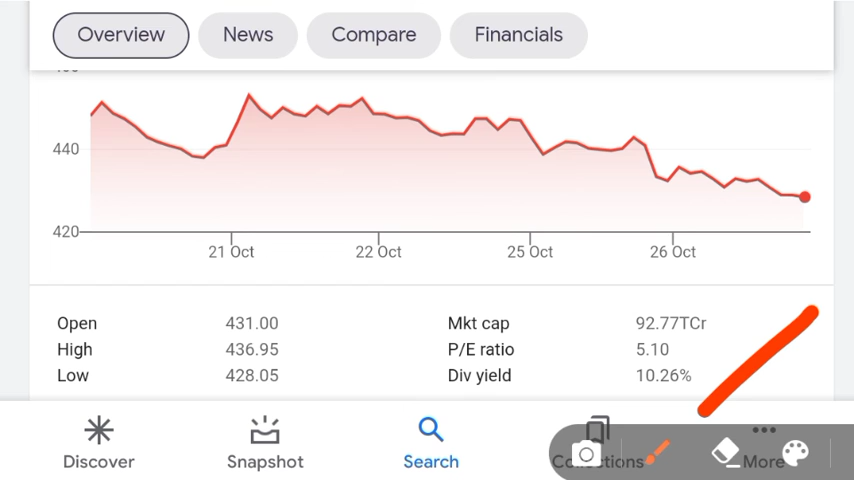 Overview News Compare Financials
440
420
21 Oct 22 Oct 25 Oct 26 Oct
Open 431.00 Mkt cap 92.77TCr
High 436.95 P/E ratio 5.10
Low 428.05 Div yield 10.26%
Discover Snapshot Search Collections More